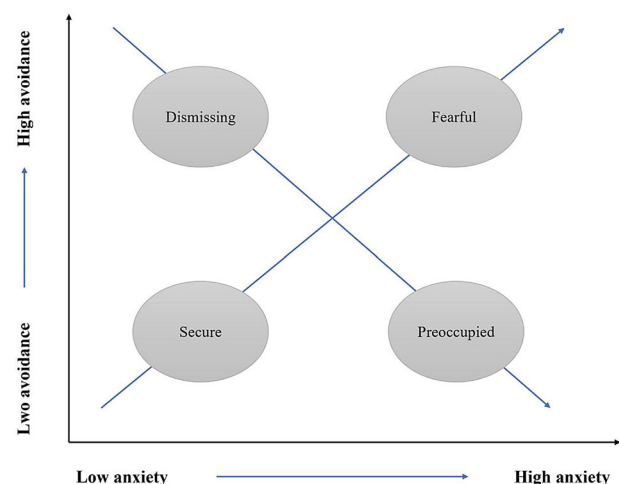 High avoidance
Dismissing
Fearful
Secure
Preoccupied
Lwo avoidance
Low anxiety
High anxiety